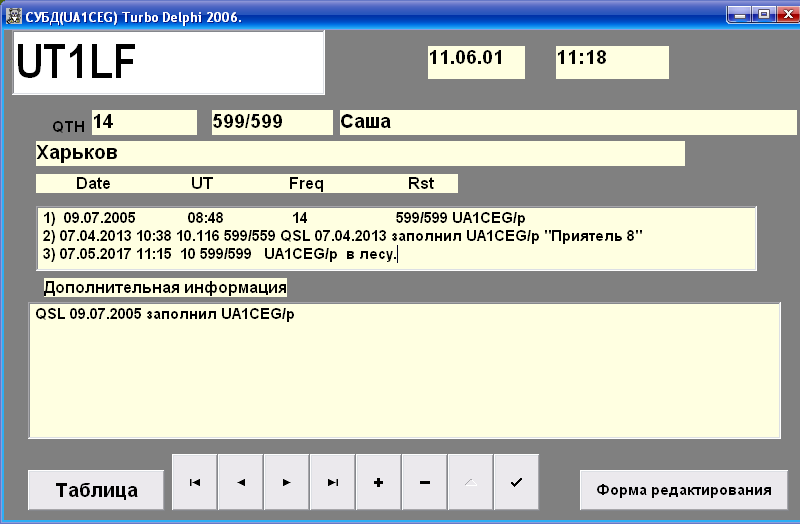 СУБД(UA1CEG) Turbo Delphi 2006.
UT1LF
11.06.01 11:18
QTH 14 599/599 Саша
Харьков
Date UT Freq Rst
1) 09.07.2005 08:48 14 599/599 UA1CEG/p
2) 07.04.2013 10:38 10.116 599/559 QSL 07.04.2013 заполнил UA1CEG/p "Приятель 8"
3) 07.05.2017 11:15 10 599/599 UA1CEG/p в лесу.
Дополнительная информация
QSL 09.07.2005 заполнил UA1CEG/p
Таблица
Форма редактирования